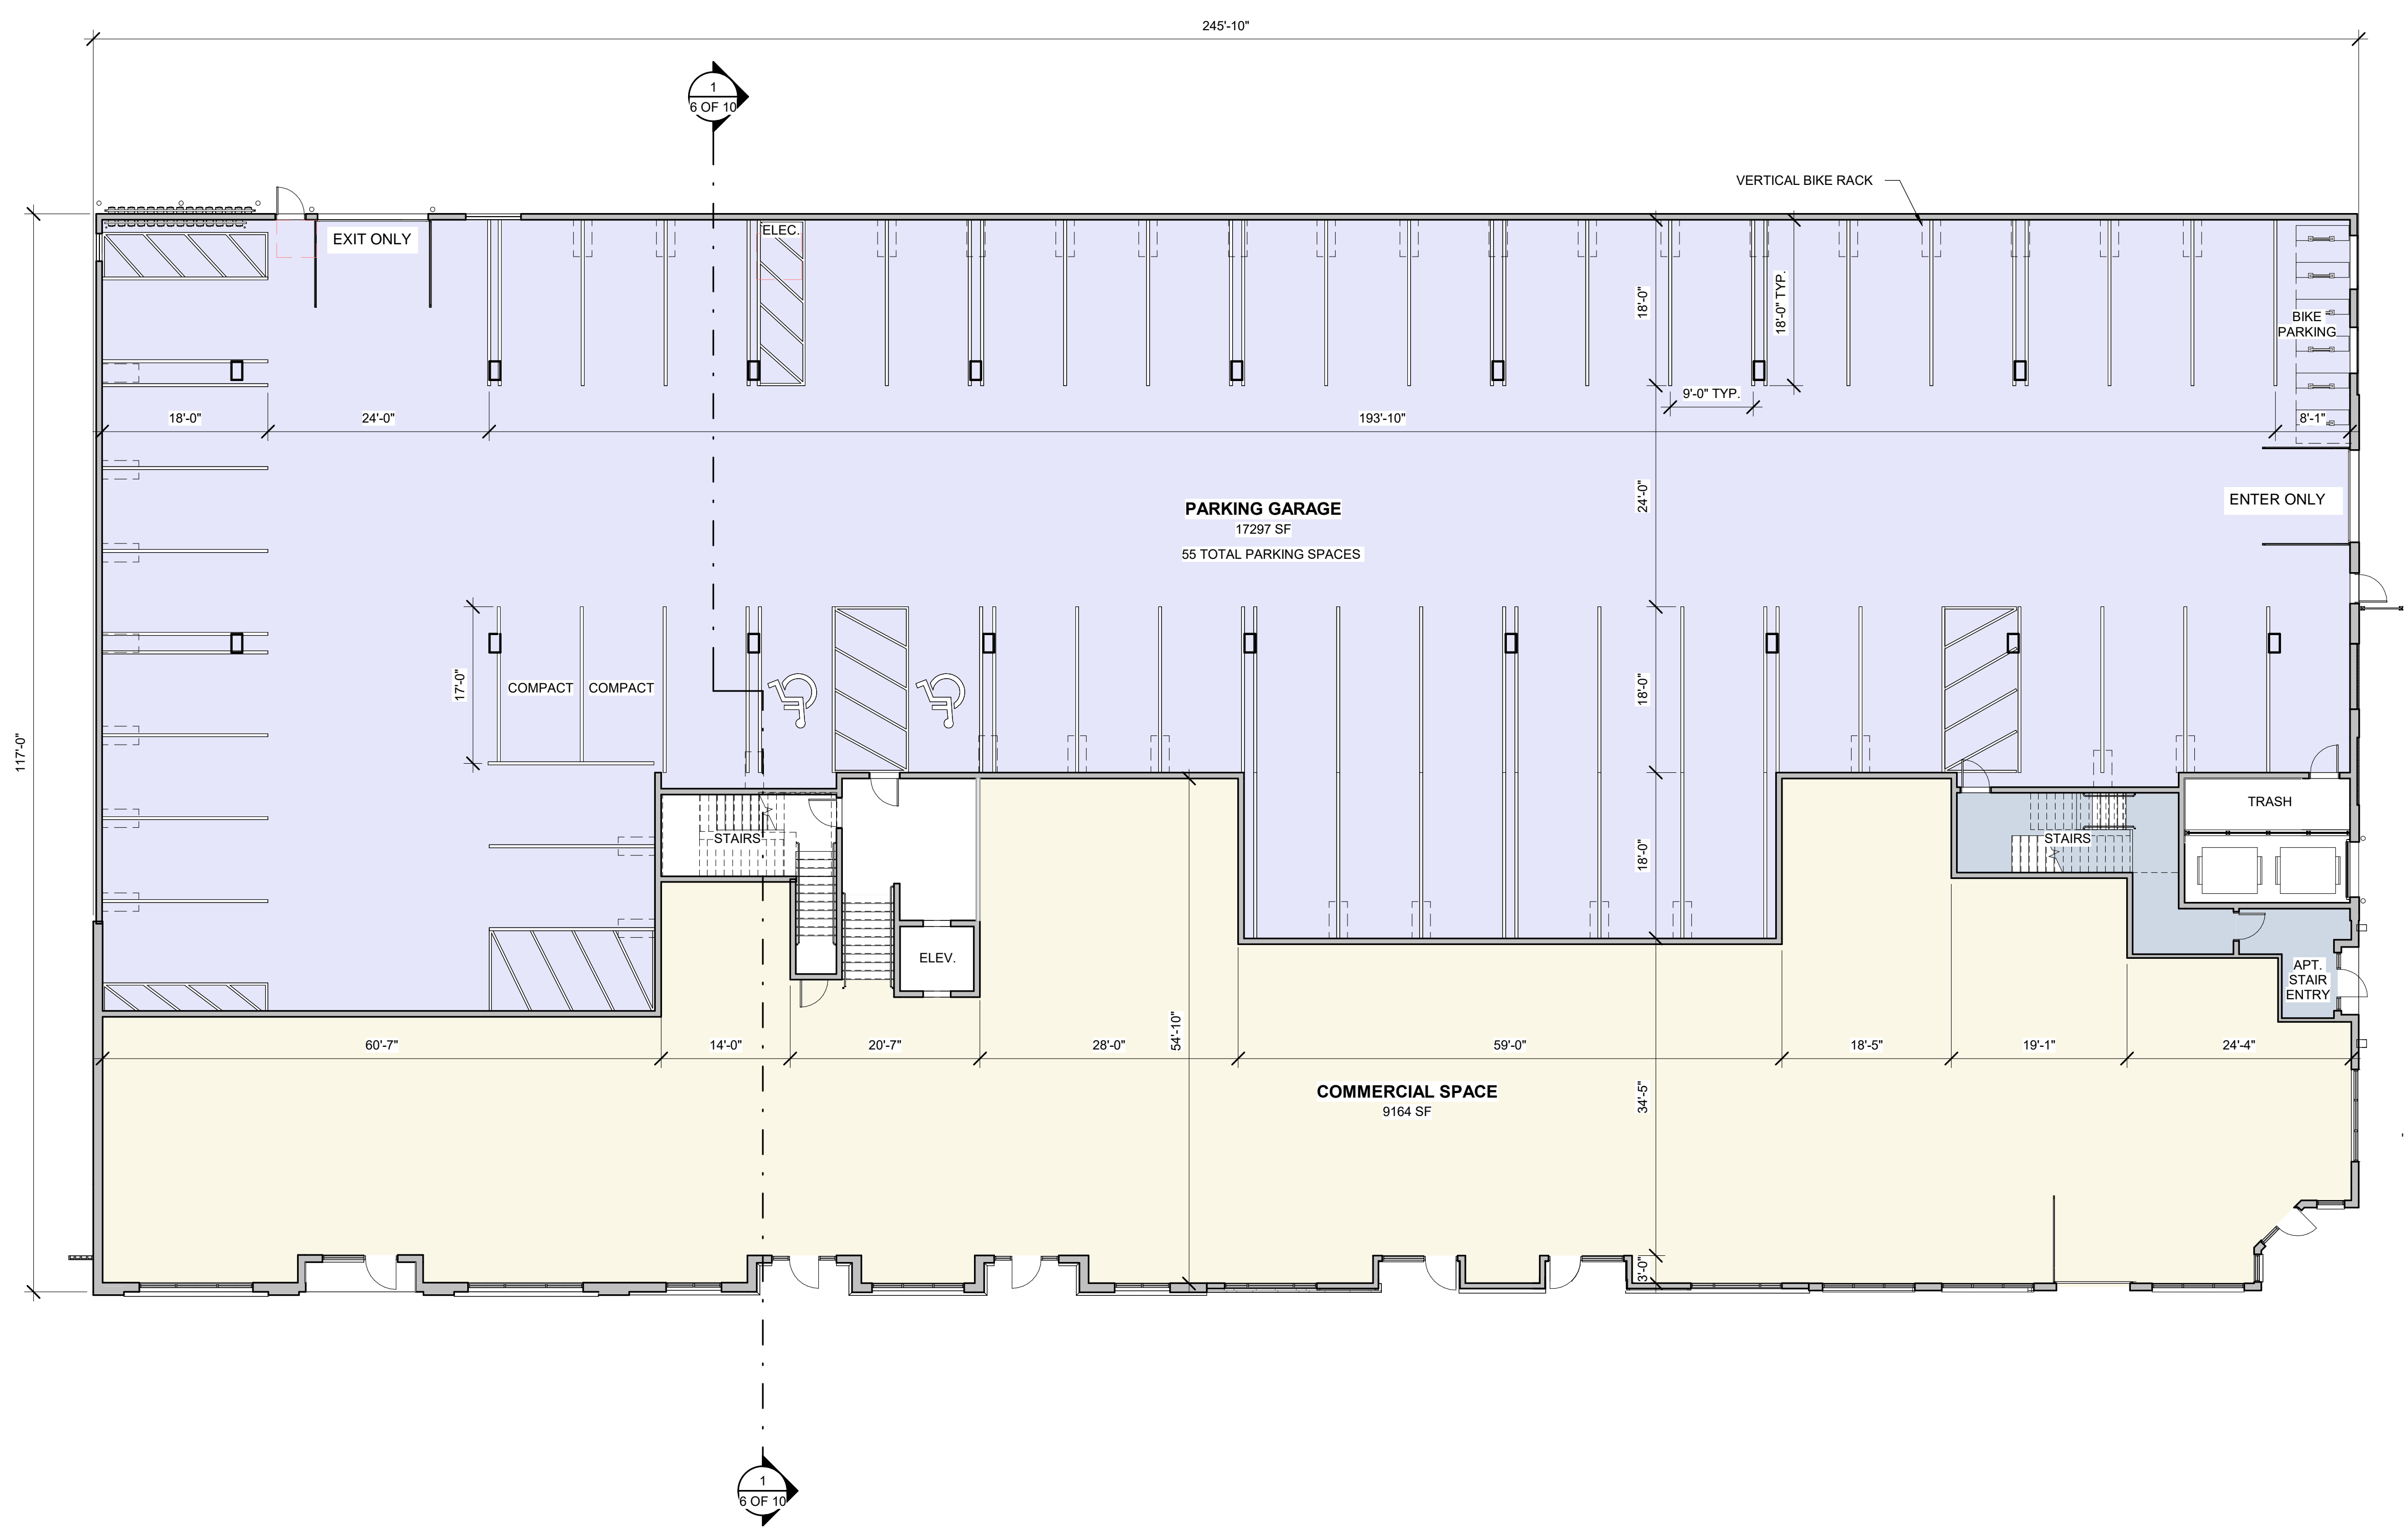 245'-10"
1
6 OF 10
VERTICAL BIKE RACK
EXIT ONLY
ELEC.
18'-0"
18'-0" TYP.
BIKE
PARKING
9'-0" TYP.
18'-0"
24'-0"
193'-10"
8'-1"
PARKING GARAGE
17297 SF
55 TOTAL PARKING SPACES
24'-0"
ENTER ONLY
117'-0"
17'-0"
COMPACT
COMPACT
18'-0"
STAIRS
18'-0"
STAIRS
TRASH
ELEV.
APT.
STAIR
ENTRY
60'-7"
14'-0"
20'-7"
28'-0"
54'-10"
59'-0"
18'-5"
19'-1"
24'-4"
COMMERCIAL SPACE
9164 SF
34'-5"
3'-0"
1
6 OF 10